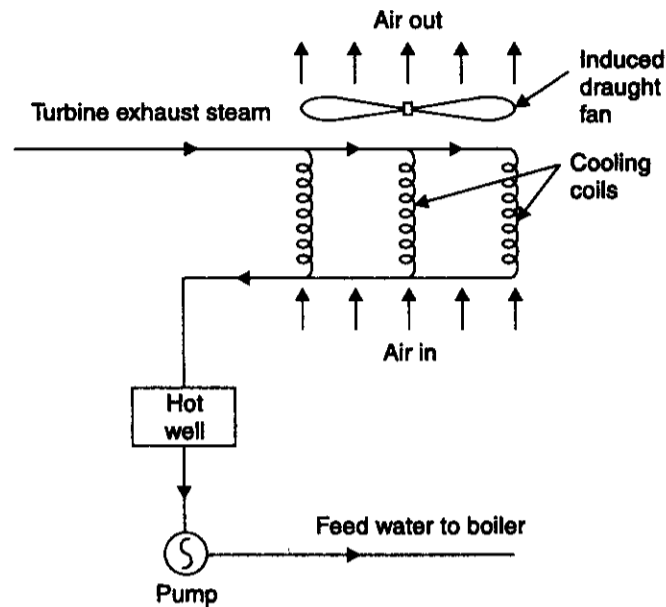 Air out
Induced
draught
fan
Turbine exhaust steam
Cooling
coils
Air in
Hot
well
Feed water to boiler
Pump